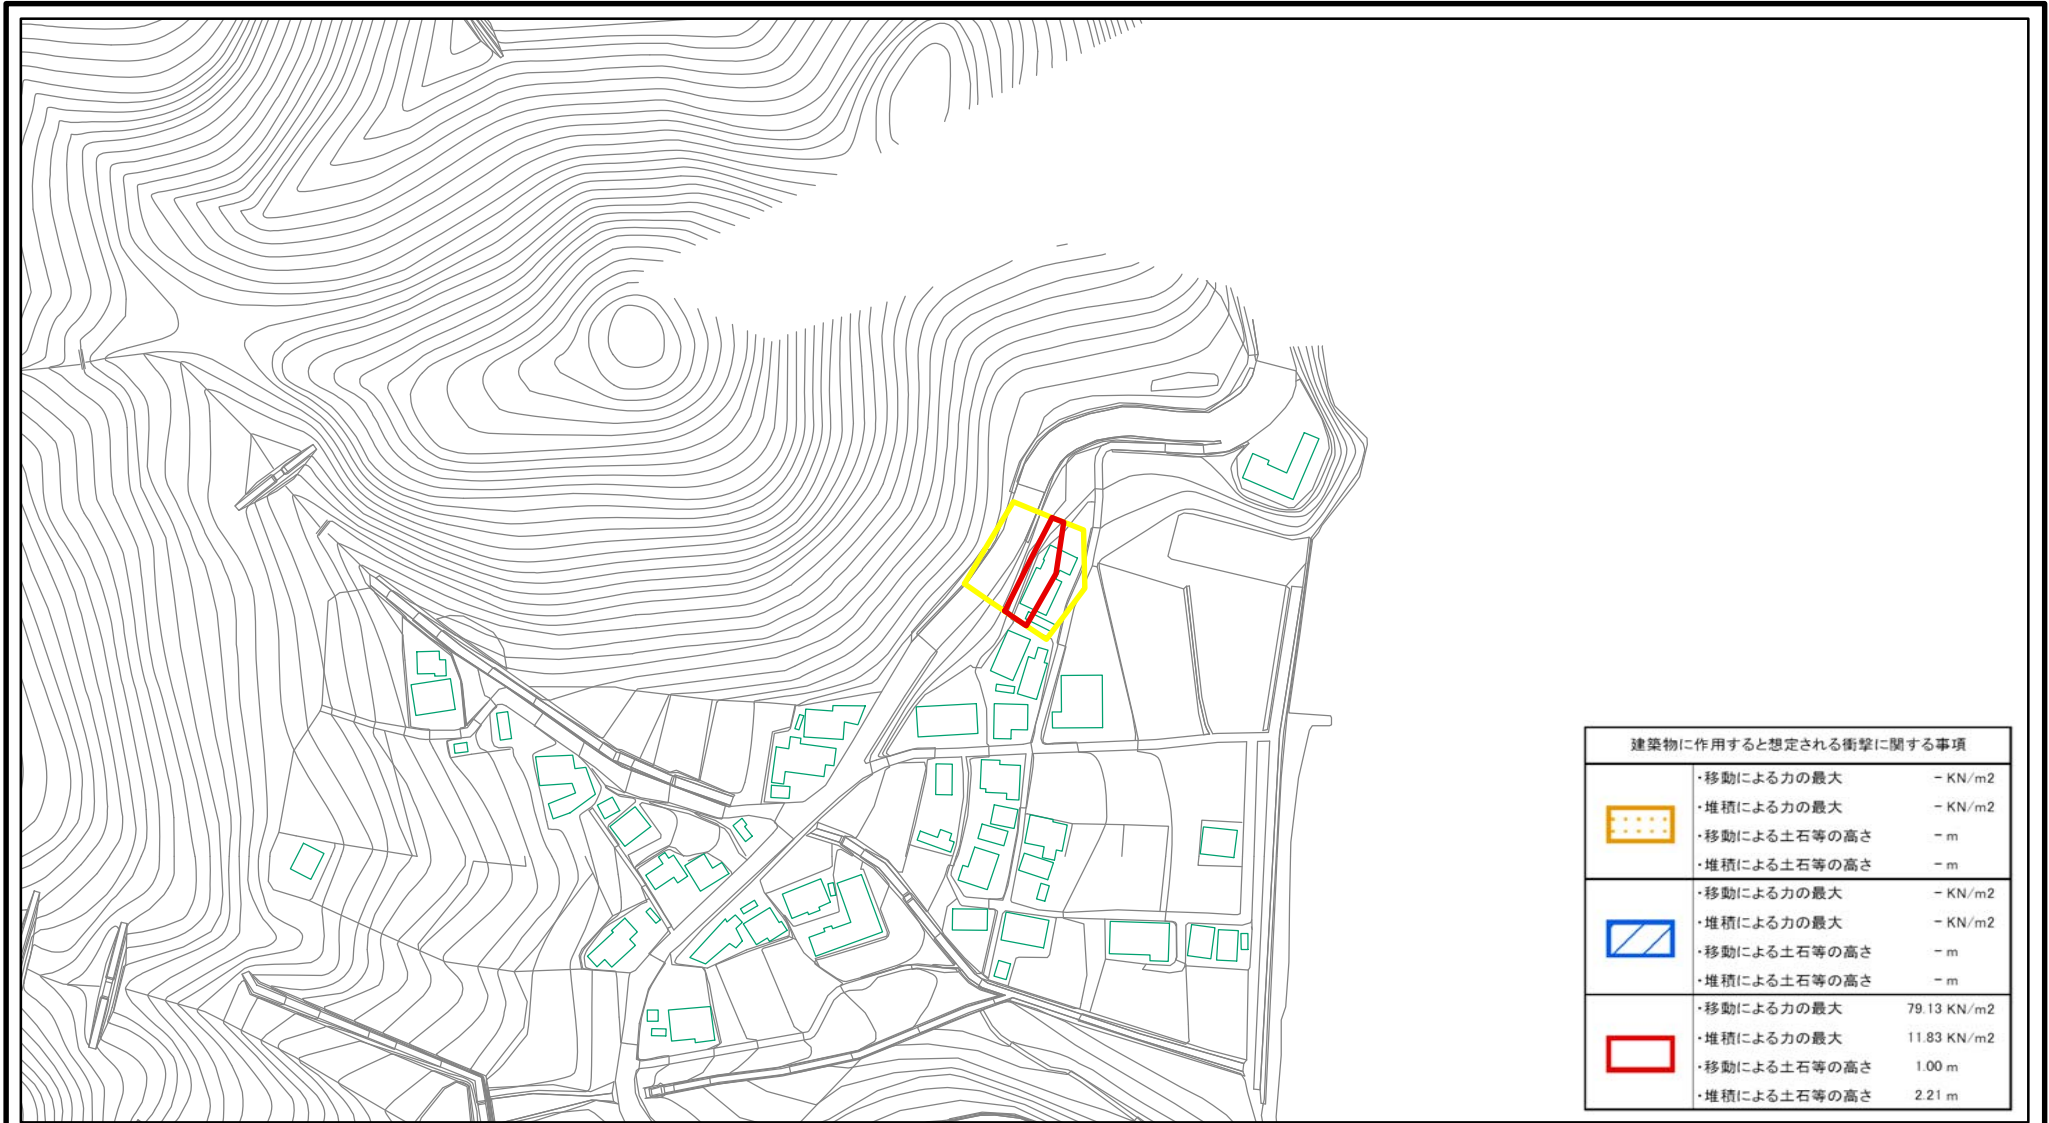 建築物に作用すると想定される衝撃に関する事項
・移動による力の最大 － KN/m2
・堆積による力の最大 － KN/m2
・移動による土石等の高さ － m
・堆積による土石等の高さ － m
・移動による力の最大 － KN/m2
・堆積による力の最大 － KN/m2
・移動による土石等の高さ － m
・堆積による土石等の高さ － m
・移動による力の最大 79.13 KN/m2
・堆積による力の最大 11.83 KN/m2
・移動による土石等の高さ 1.00 m
・堆積による土石等の高さ 2.21 m